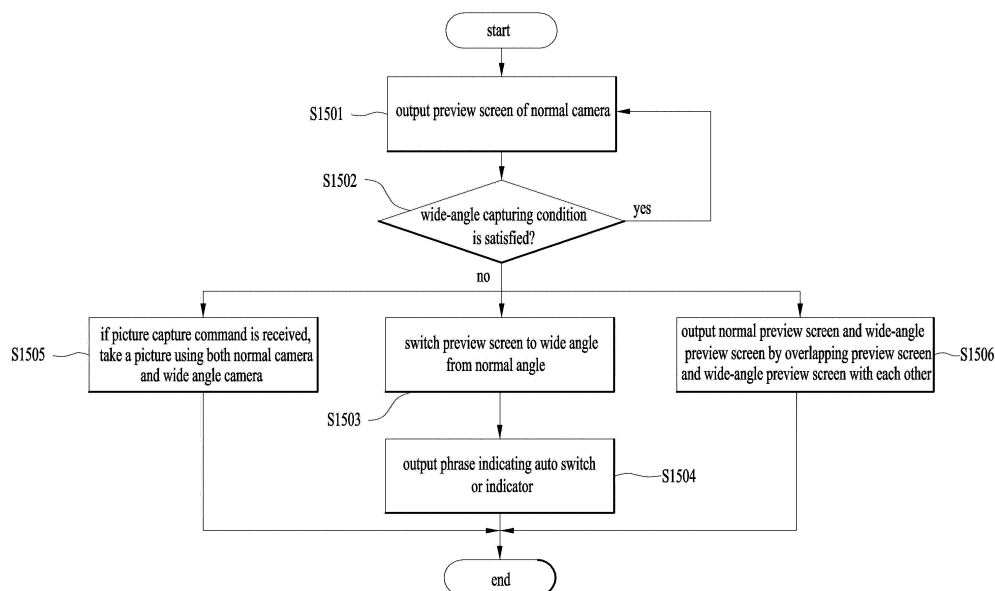 start
S1501
output preview screen of normal camera
S1502
wide-angle capturing condition
is satisfied?
yes
no
S1505
if picture capture command is received,
take a picture using both normal camera
and wide angle camera
switch preview screen to wide angle
from normal angle
S1503
output normal preview screen and wide-angle
preview screen by overlapping preview screen
and wide-angle preview screen with each other
S1506
output phrase indicating auto switch
or indicator
S1504
end